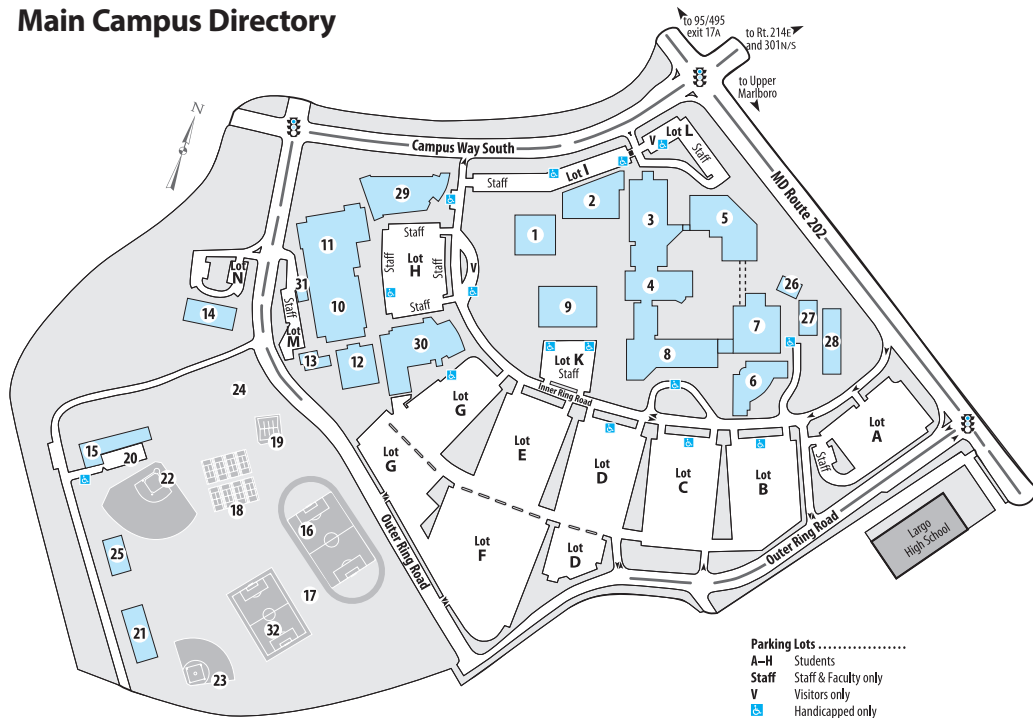 Main Campus Directory
to 95/495
exit 17A
to Rt. 214E
and 301N/S
to Upper
Marlboro
N
Campus Way South
MD Route 202
V
Lot L
Staff
Staff
Lot I
29
2
3
5
1
11
Staff
Staff
Lot
H
Staff
Staff
V
Lot
N
31
Staff
Lot
M
10
14
4
26
9
27
7
28
30
13
12
8
Lot K
Staff
6
Inner Ring Road
24
Lot
G
Lot
A
Staff
19
15
20
22
Lot
G
Lot
E
Lot
D
Lot
C
Lot
B
18
16
Outer Ring Road
Outer Ring Road
Largo
High School
25
Lot
F
Lot
D
17
21
32
23
Parking Lots ..................
A–H Students
Staff Staff & Faculty only
V Visitors only
Handicapped only